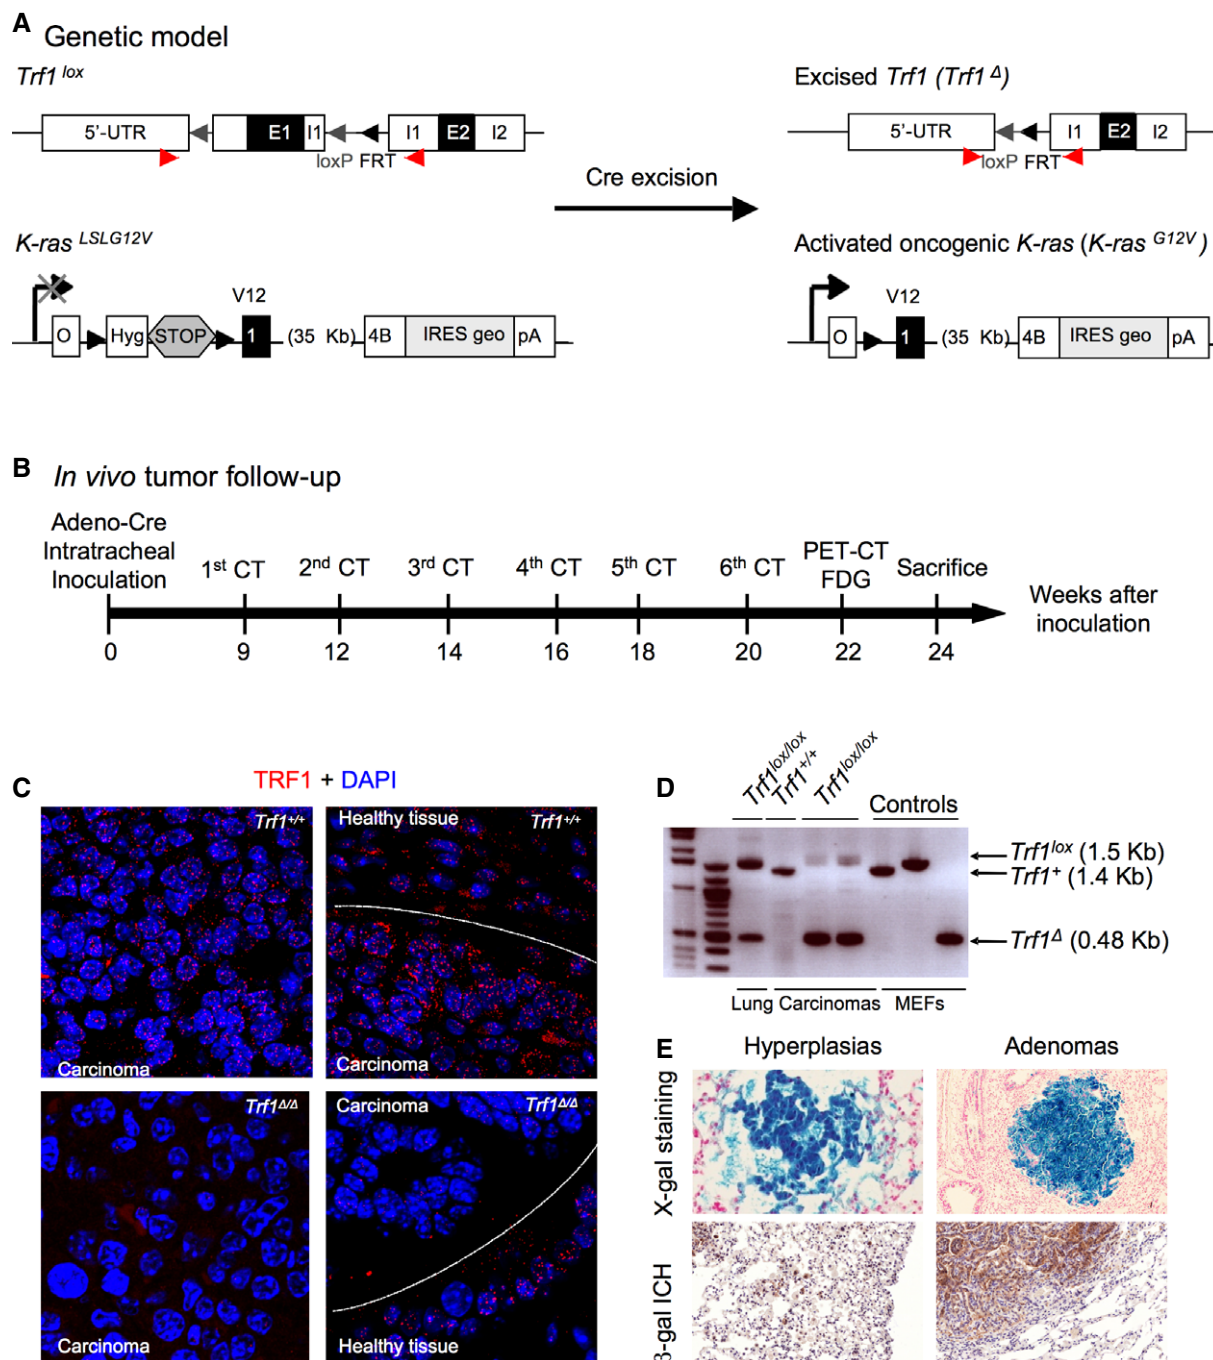 A Genetic model
Trf1 lox
Excised Trf1 (Trf1 Δ)
5'-UTR E1 I1 I1 E2 I2
loxP FRT
5'-UTR I1 E2 I2
loxP FRT
Cre excision
K-ras LSLG12V
Activated oncogenic K-ras (K-ras G12V)
V12
O Hyg STOP 1 (35 Kb) 4B IRES geo pA
V12
O 1 (35 Kb) 4B IRES geo pA
B In vivo tumor follow-up
Adeno-Cre
Intratracheal
Inoculation
1st CT 2nd CT 3rd CT 4th CT 5th CT 6th CT
PET-CT
FDG
Sacrifice
0 9 12 14 16 18 20 22 24
Weeks after
inoculation
C TRF1 + DAPI
Trf1+/+
Carcinoma
Healthy tissue Trf1+/+
Carcinoma
Trf1Δ/Δ
Carcinoma
Carcinoma Trf1Δ/Δ
Healthy tissue
D Trf1lox/lox Trf1+/+ Trf1lox/lox
Controls
Trf1lox (1.5 Kb)
Trf1+ (1.4 Kb)
Trf1Δ (0.48 Kb)
Lung Carcinomas MEFs
E Hyperplasias Adenomas
X-gal staining
β-gal ICH